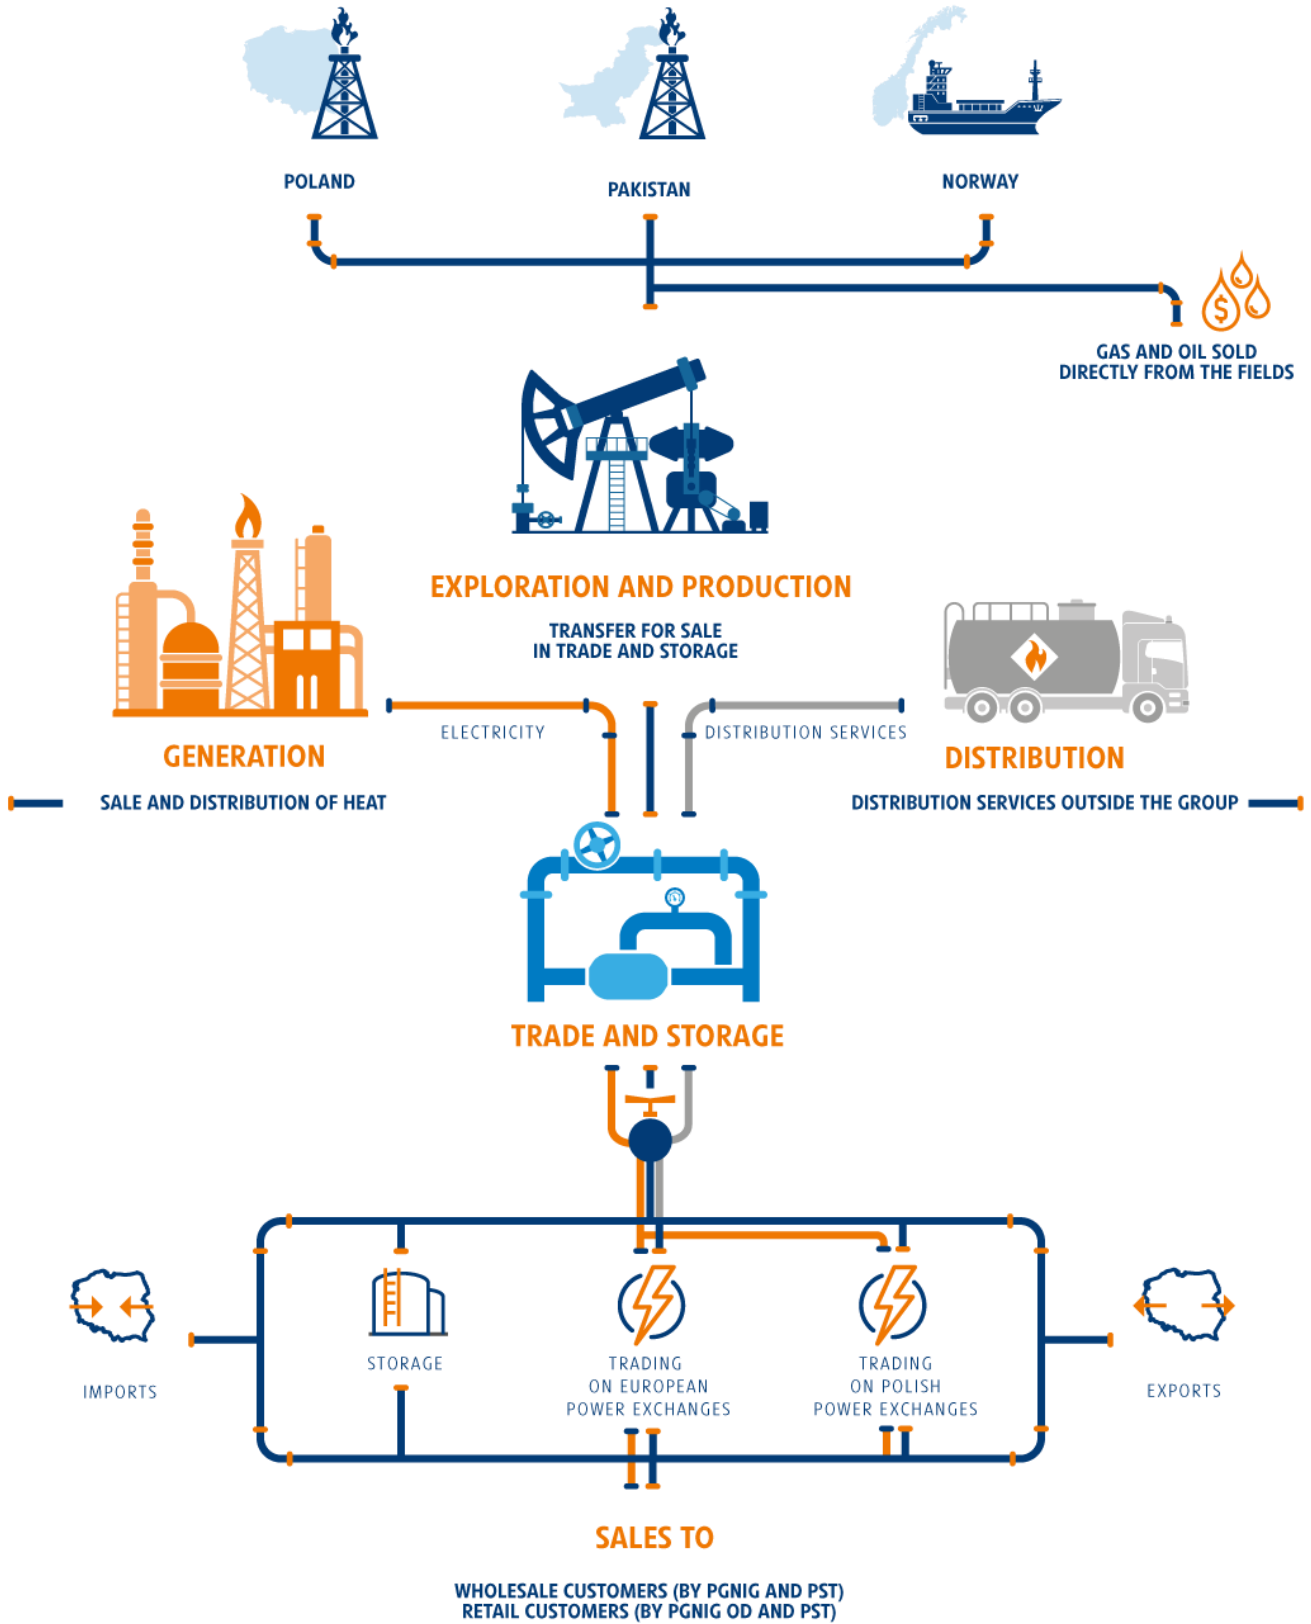 POLAND
PAKISTAN
NORWAY
$
GAS AND OIL SOLD
DIRECTLY FROM THE FIELDS
EXPLORATION AND PRODUCTION
TRANSFER FOR SALE
IN TRADE AND STORAGE
ELECTRICITY
DISTRIBUTION SERVICES
GENERATION
DISTRIBUTION
SALE AND DISTRIBUTION OF HEAT
DISTRIBUTION SERVICES OUTSIDE THE GROUP
TRADE AND STORAGE
IMPORTS
STORAGE
TRADING
ON EUROPEAN
POWER EXCHANGES
TRADING
ON POLISH
POWER EXCHANGES
EXPORTS
SALES TO
WHOLESALE CUSTOMERS (BY PGNIG AND PST)
RETAIL CUSTOMERS (BY PGNIG OD AND PST)